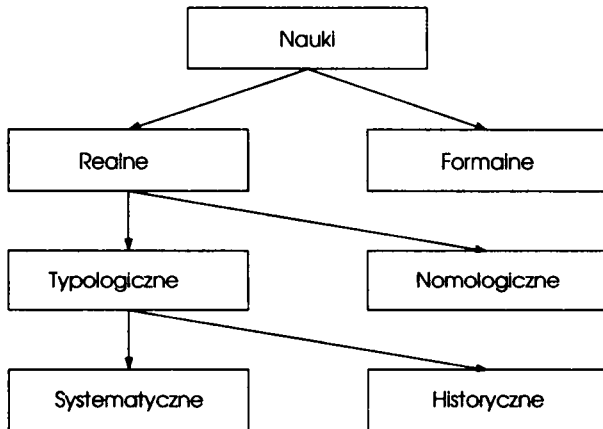 Nauki
Realne
Formalne
Typologiczne
Nomologiczne
Systematyczne
Historyczne